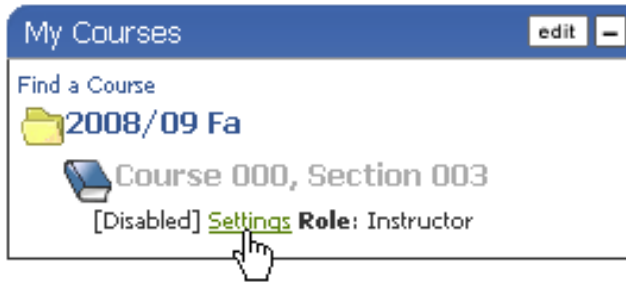 My Courses edit –
Find a Course
2008/09 Fa
Course 000, Section 003
[Disabled] Settings Role: Instructor